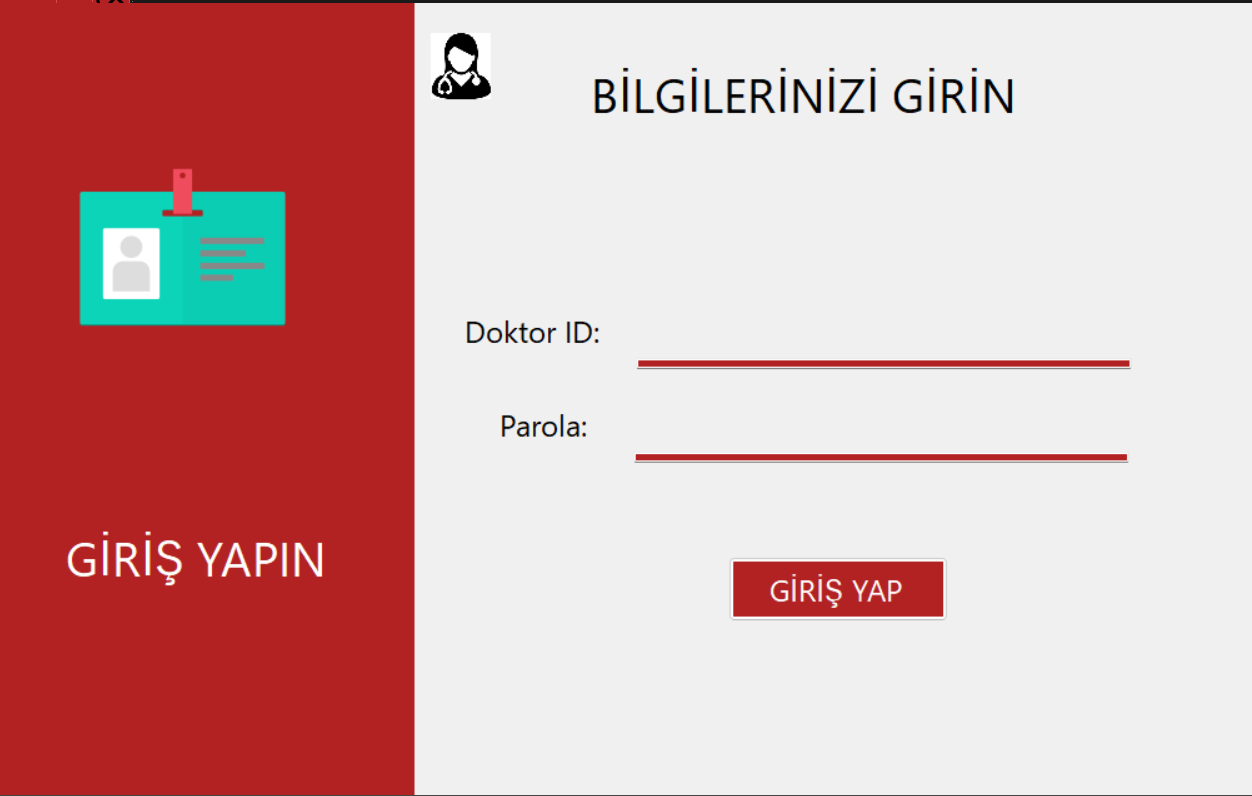 BİLGİLERİNİZİ GİRİN
Doktor ID:
Parola:
GİRİŞ YAPIN
GİRİŞ YAP